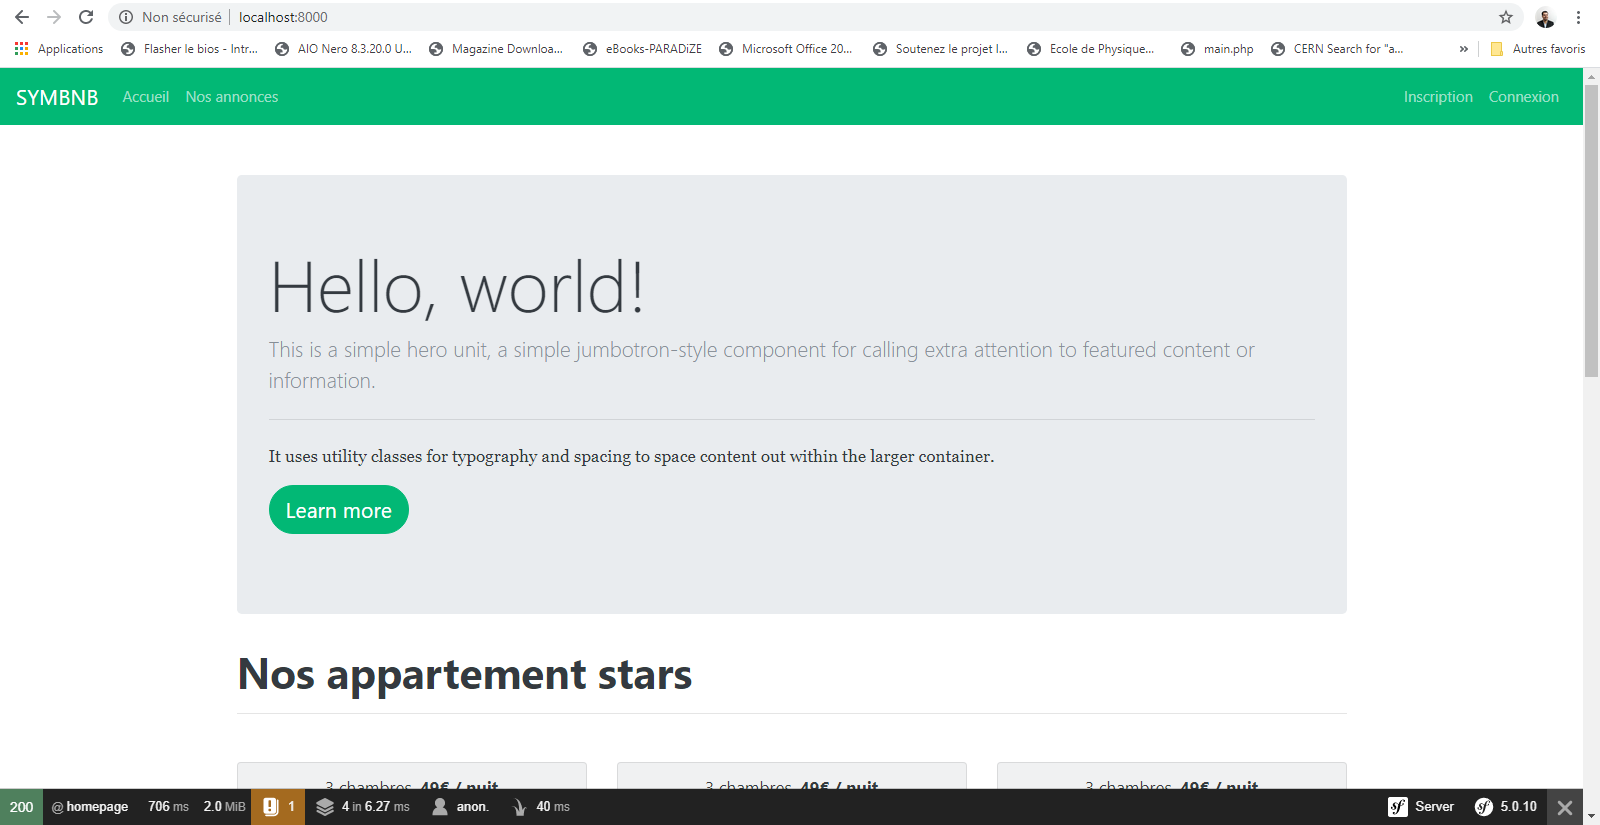 Non sécurisé | localhost:8000
Applications Flasher le bios - Intr... AIO Nero 8.3.20.0 U... Magazine Downloa... eBooks-PARADiZE Microsoft Office 20... Soutenez le projet I... Ecole de Physique... main.php CERN Search for "a... » Autres favoris
SYMBNB Accueil Nos annonces Inscription Connexion
Hello, world!
This is a simple hero unit, a simple jumbotron-style component for calling extra attention to featured content or
information.
It uses utility classes for typography and spacing to space content out within the larger container.
Learn more
Nos appartement stars
3 chambres, 49€ / nuit 3 chambres, 49€ / nuit 3 chambres, 49€ / nuit
200 @ homepage 706 ms 2.0 MiB 1 4 in 6.27 ms anon. 40 ms sf Server sf 5.0.10